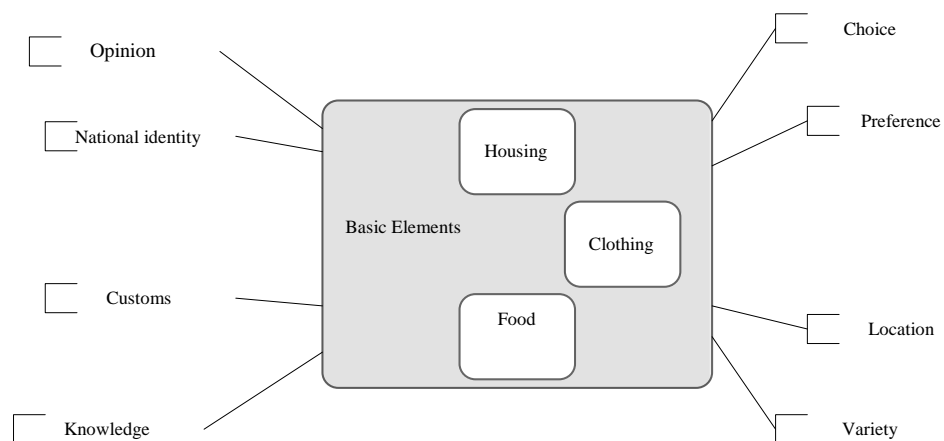 Opinion
National identity
Customs
Knowledge
Basic Elements
Housing
Clothing
Food
Choice
Preference
Location
Variety